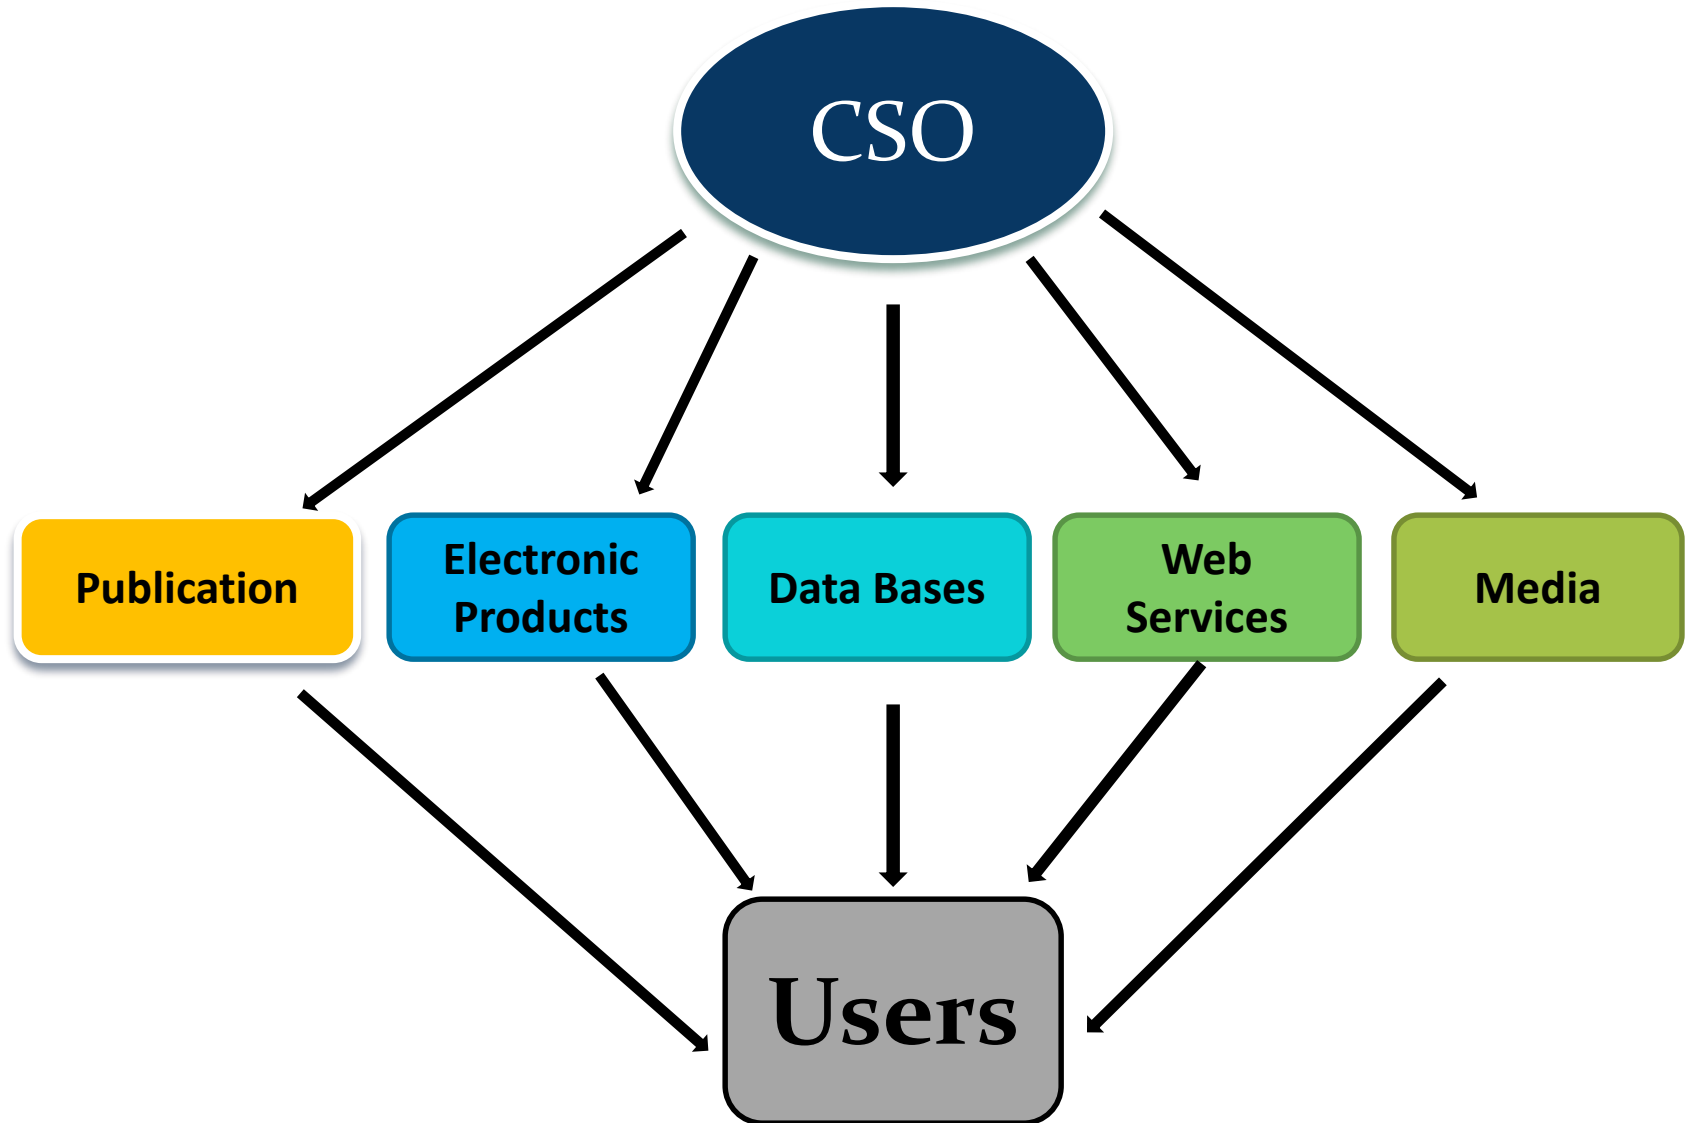 CSO
Publication
Electronic
Products
Data Bases
Web
Services
Media
Users